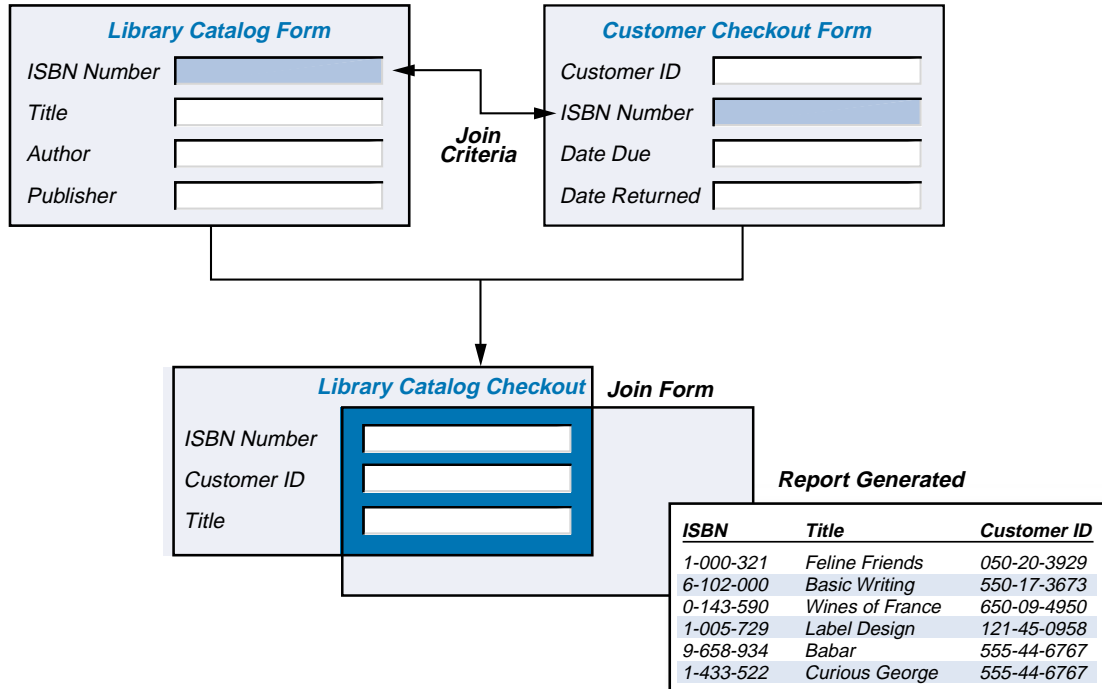 Library Catalog Form
ISBN Number
Title
Author
Publisher
Join
Criteria
Customer Checkout Form
Customer ID
ISBN Number
Date Due
Date Returned
Library Catalog Checkout
Join Form
ISBN Number
Customer ID
Title
Report Generated
ISBN Title Customer ID
1-000-321 Feline Friends 050-20-3929
6-102-000 Basic Writing 550-17-3673
0-143-590 Wines of France 650-09-4950
1-005-729 Label Design 121-45-0958
9-658-934 Babar 555-44-6767
1-433-522 Curious George 555-44-6767